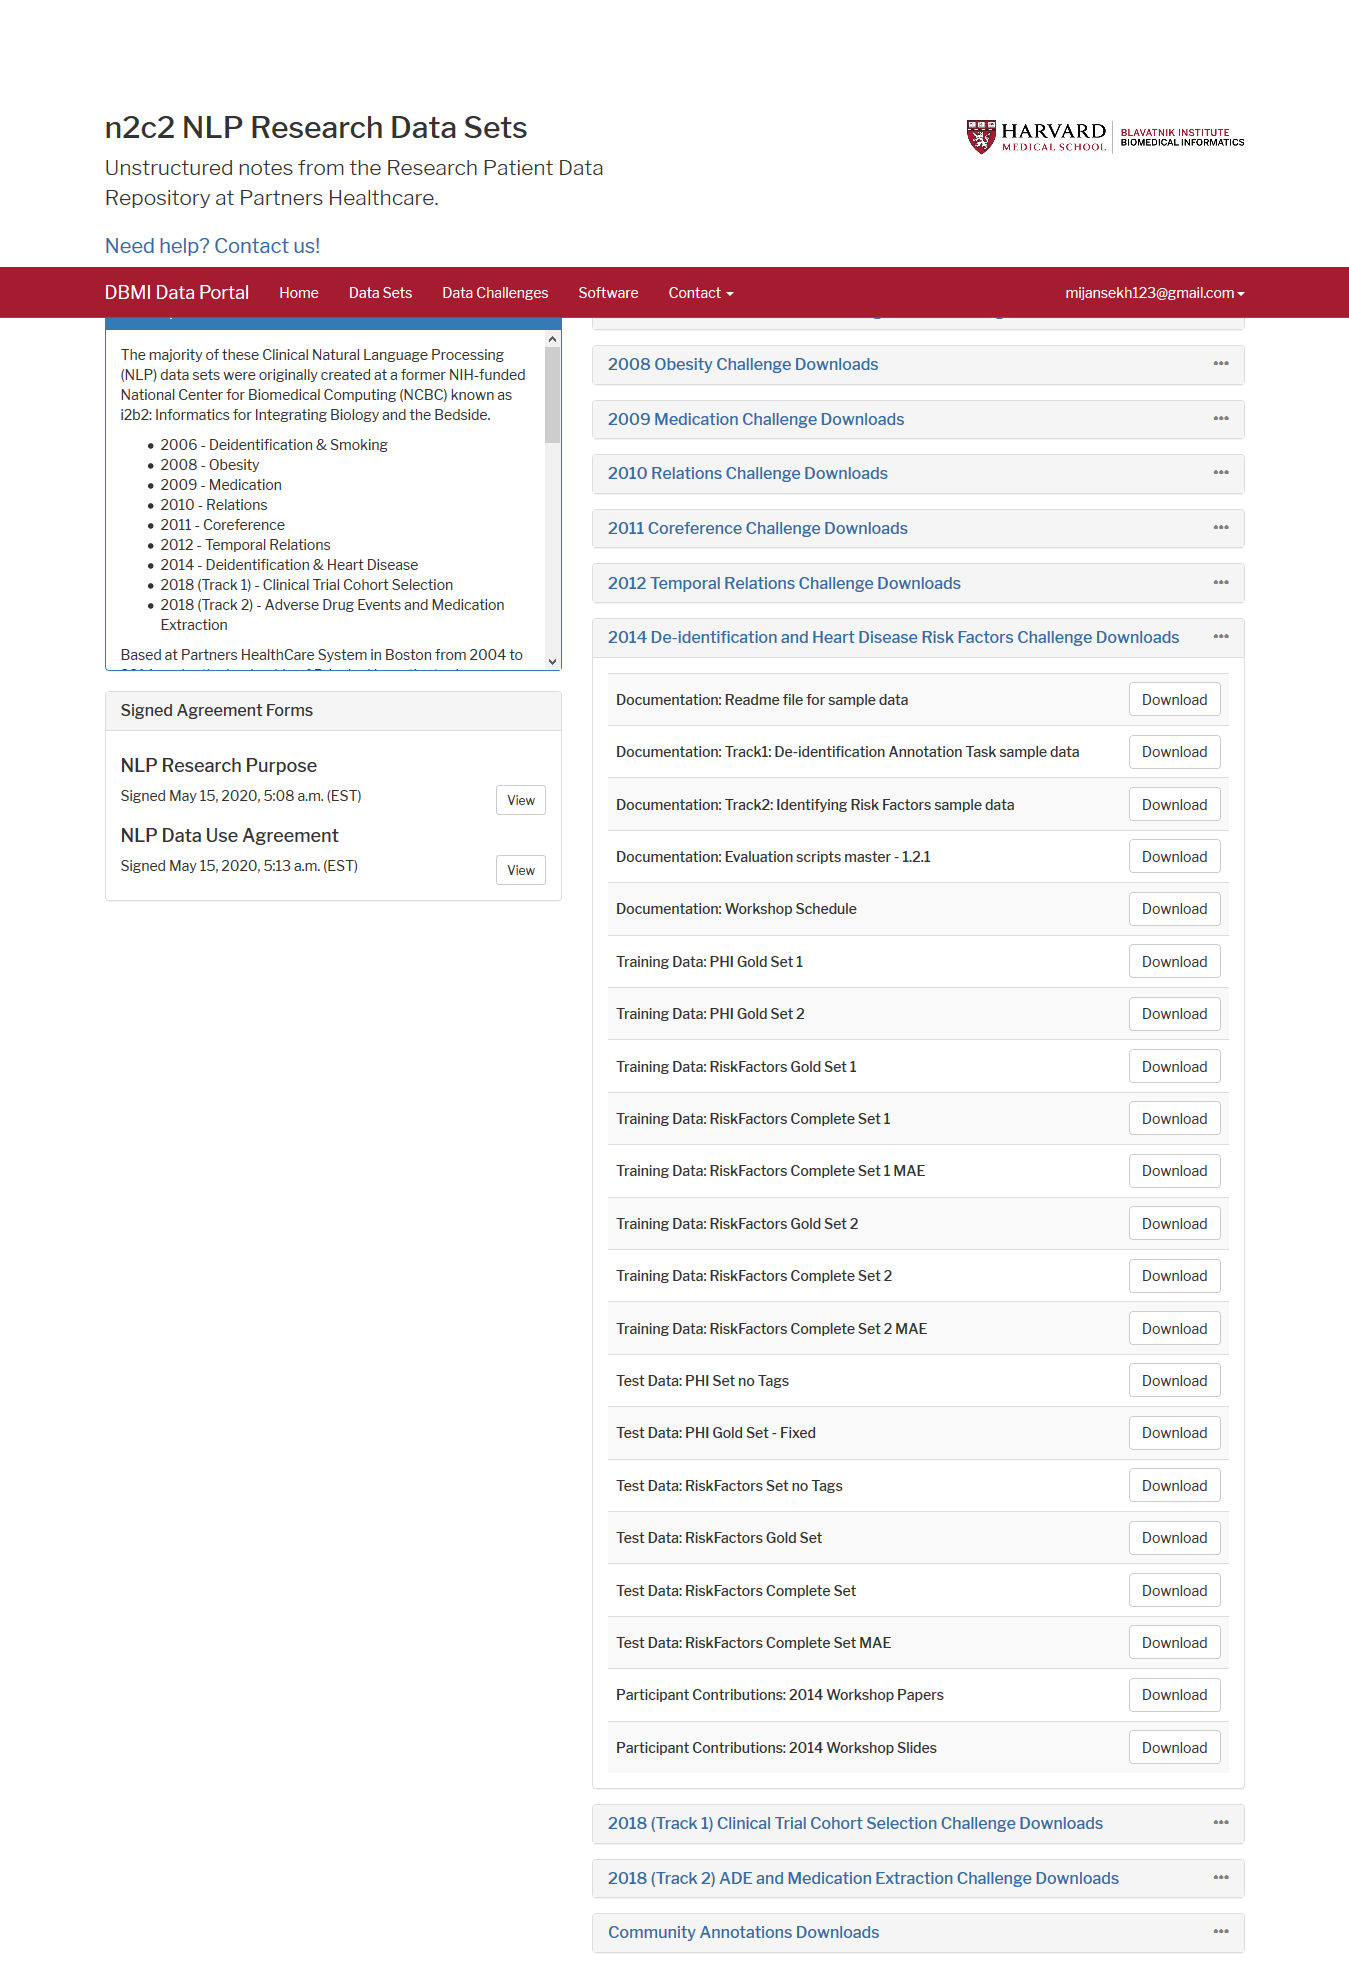 n2c2 NLP Research Data Sets
Unstructured notes from the Research Patient Data
Repository at Partners Healthcare.
Need help? Contact us!
HARVARD
MEDICAL SCHOOL
BLAVATNIK INSTITUTE
BIOMEDICAL INFORMATICS
DBMI Data Portal Home Data Sets Data Challenges Software Contact mijansekh123@gmail.com
The majority of these Clinical Natural Language Processing
(NLP) data sets were originally created at a former NIH-funded
National Center for Biomedical Computing (NCBC) known as
i2b2: Informatics for Integrating Biology and the Bedside.
• 2006 - Deidentification & Smoking
• 2008 - Obesity
• 2009 - Medication
• 2010 - Relations
• 2011 - Coreference
• 2012 - Temporal Relations
• 2014 - Deidentification & Heart Disease
• 2018 (Track 1) - Clinical Trial Cohort Selection
• 2018 (Track 2) - Adverse Drug Events and Medication
Extraction
Based at Partners HealthCare System in Boston from 2004 to
Signed Agreement Forms
NLP Research Purpose
Signed May 15, 2020, 5:08 a.m. (EST) View
NLP Data Use Agreement
Signed May 15, 2020, 5:13 a.m. (EST) View
2008 Obesity Challenge Downloads
2009 Medication Challenge Downloads
2010 Relations Challenge Downloads
2011 Coreference Challenge Downloads
2012 Temporal Relations Challenge Downloads
2014 De-identification and Heart Disease Risk Factors Challenge Downloads
Documentation: Readme file for sample data Download
Documentation: Track1: De-identification Annotation Task sample data Download
Documentation: Track2: Identifying Risk Factors sample data Download
Documentation: Evaluation scripts master - 1.2.1 Download
Documentation: Workshop Schedule Download
Training Data: PHI Gold Set 1 Download
Training Data: PHI Gold Set 2 Download
Training Data: RiskFactors Gold Set 1 Download
Training Data: RiskFactors Complete Set 1 Download
Training Data: RiskFactors Complete Set 1 MAE Download
Training Data: RiskFactors Gold Set 2 Download
Training Data: RiskFactors Complete Set 2 Download
Training Data: RiskFactors Complete Set 2 MAE Download
Test Data: PHI Set no Tags Download
Test Data: PHI Gold Set - Fixed Download
Test Data: RiskFactors Set no Tags Download
Test Data: RiskFactors Gold Set Download
Test Data: RiskFactors Complete Set Download
Test Data: RiskFactors Complete Set MAE Download
Participant Contributions: 2014 Workshop Papers Download
Participant Contributions: 2014 Workshop Slides Download
2018 (Track 1) Clinical Trial Cohort Selection Challenge Downloads
2018 (Track 2) ADE and Medication Extraction Challenge Downloads
Community Annotations Downloads